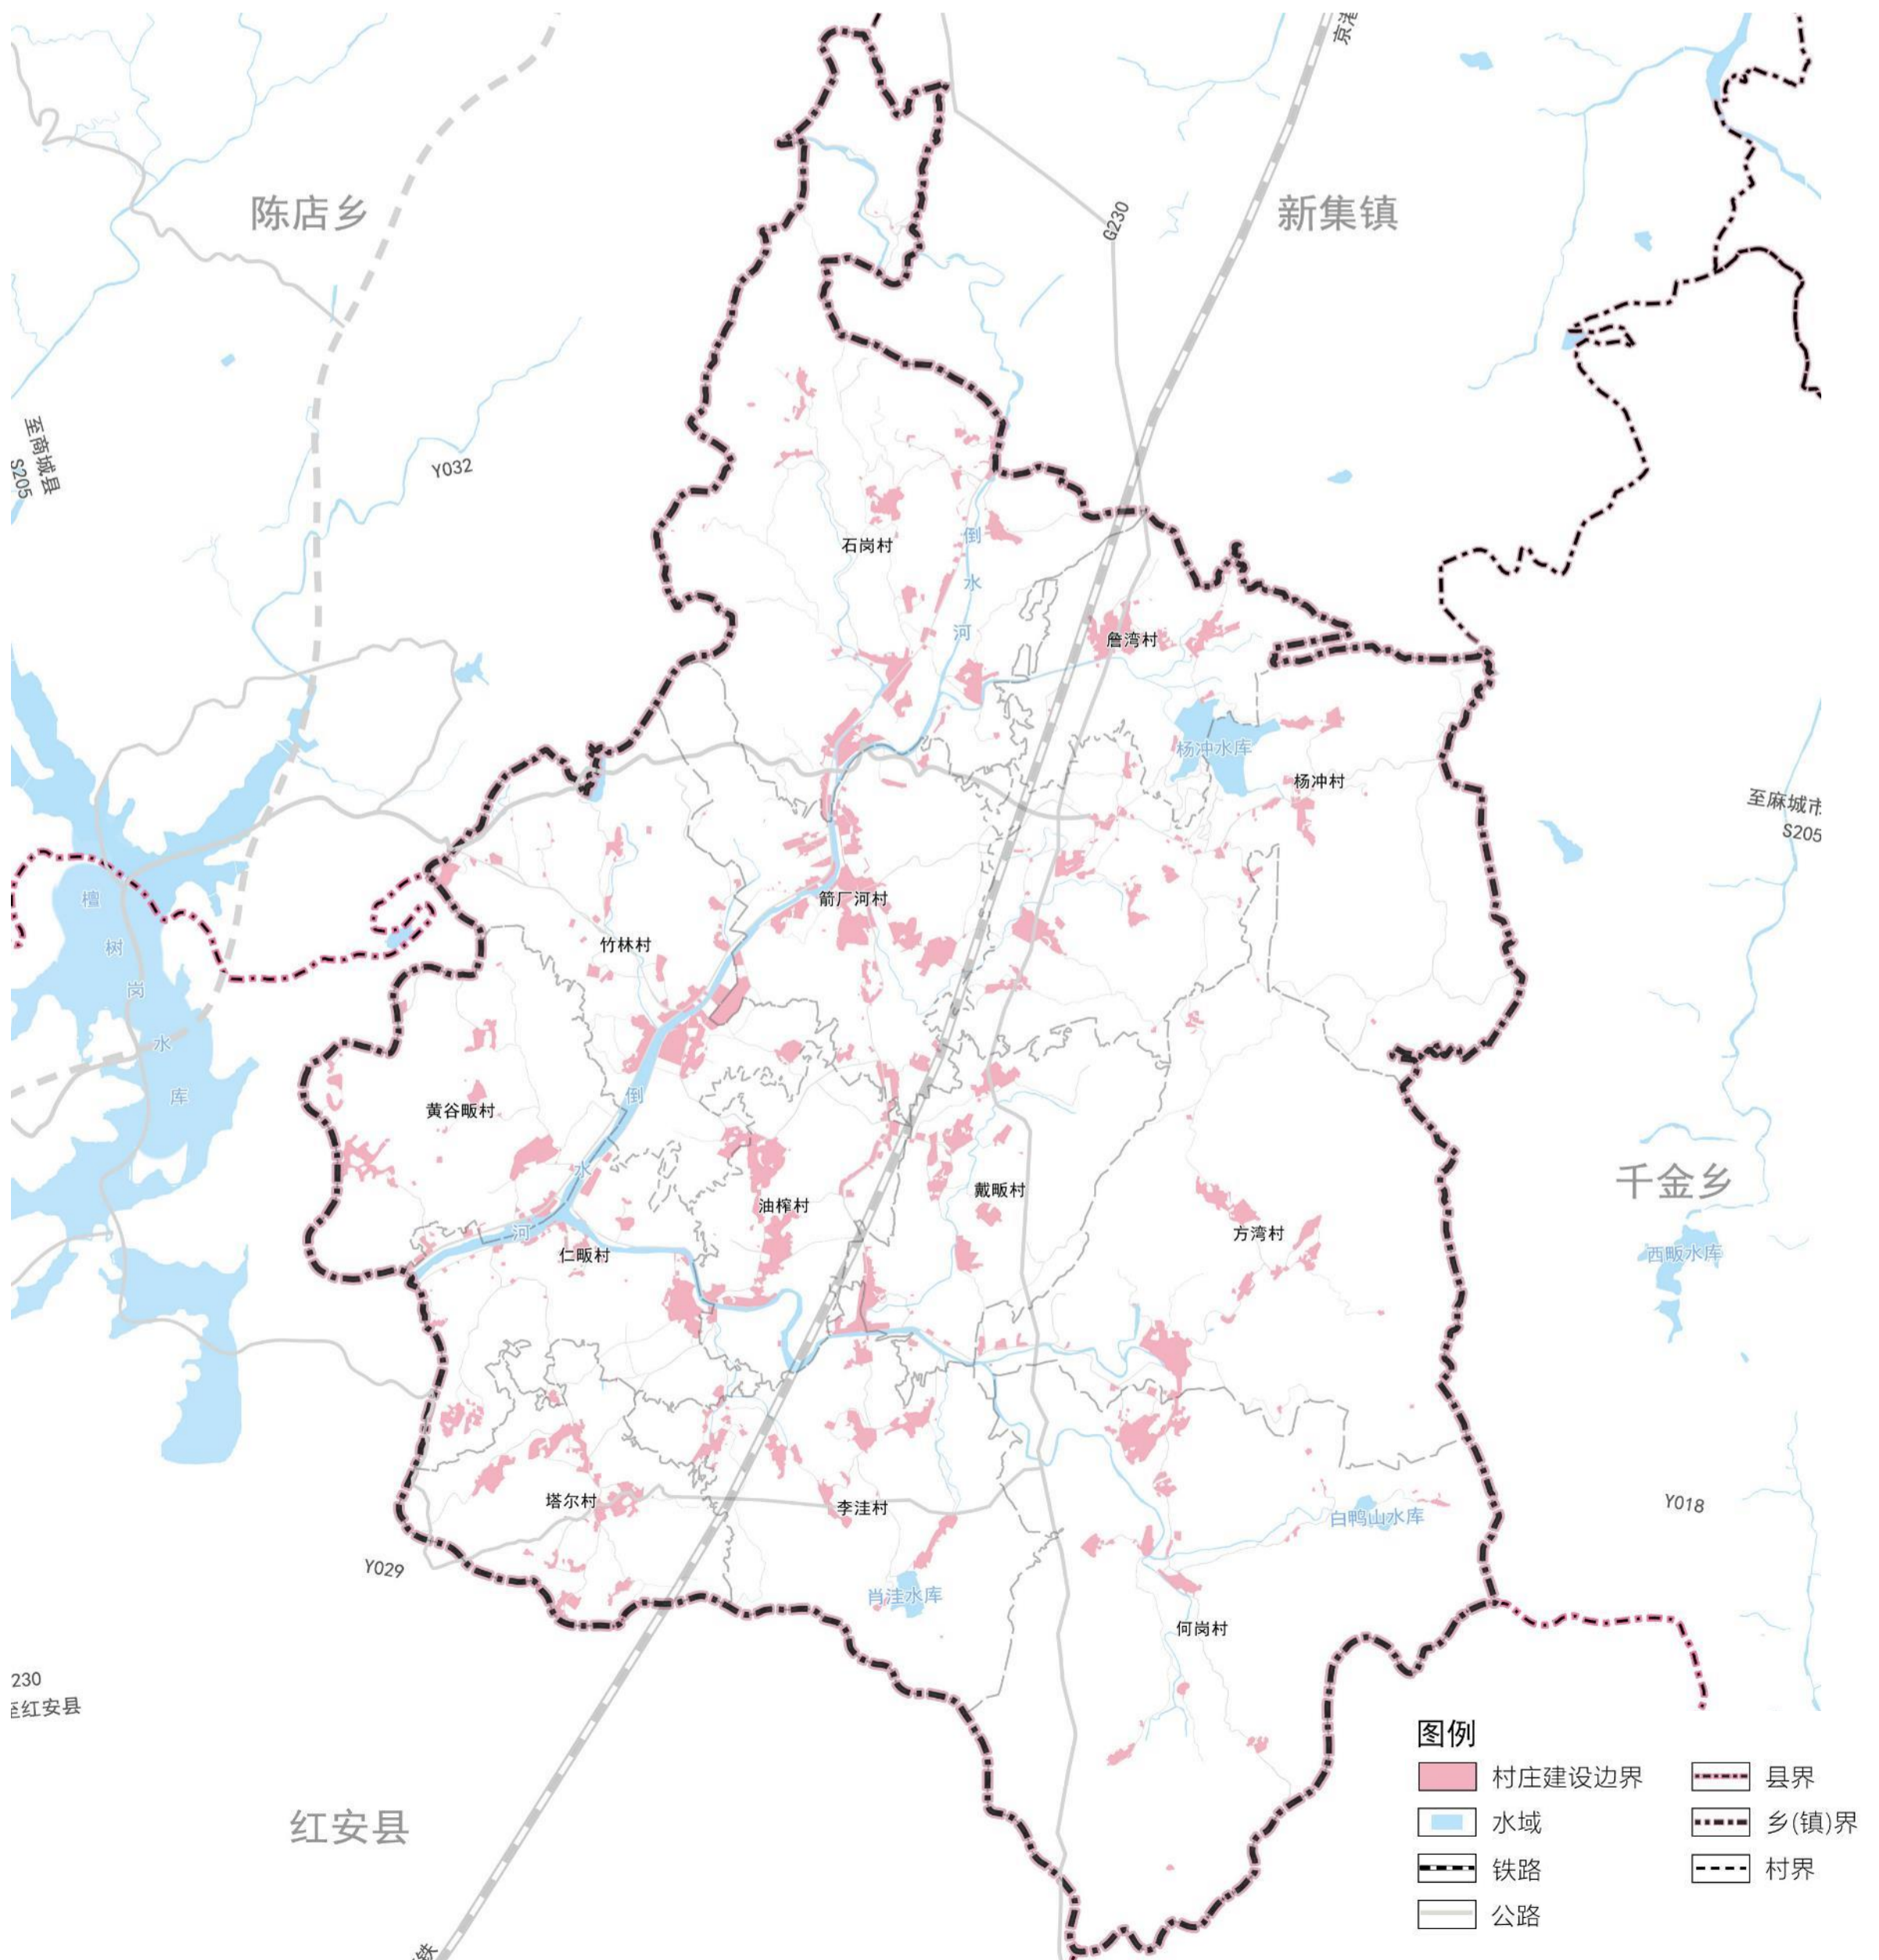 京港
陈店乡
新集镇
G230
至商城县
S205
Y032
石岗村
倒
水
河
詹湾村
杨冲水库
杨冲村
至麻城市
S205
檀
树
岗
水
库
箭厂河村
竹林村
黄谷畈村
倒
水
河
油榨村
戴畈村
仁畈村
方湾村
千金乡
西畈水库
塔尔村
李洼村
白鸭山水库
Y018
Y029
肖洼水库
何岗村
230
至红安县
红安县
铁
图例
村庄建设边界
县界
水域
乡(镇)界
铁路
村界
公路